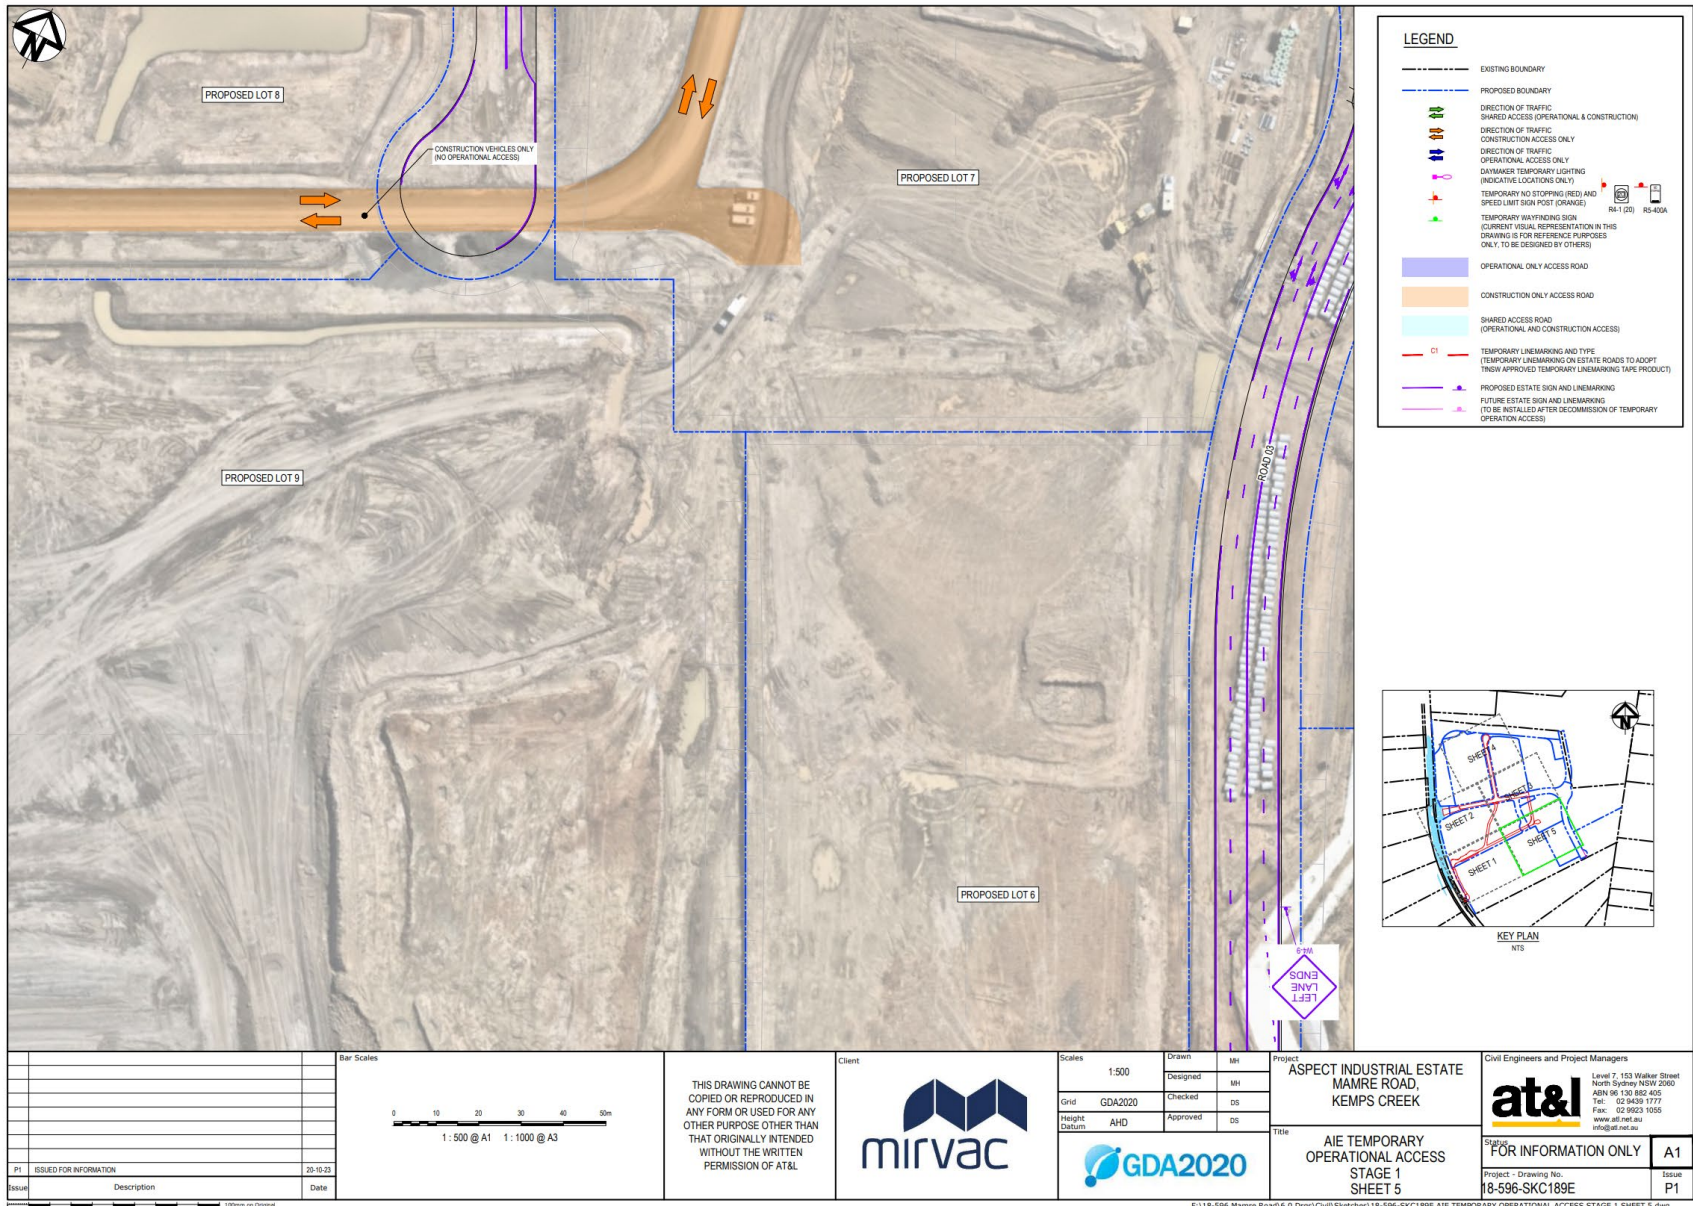 N
PROPOSED LOT 8
CONSTRUCTION VEHICLES ONLY
(NO OPERATIONAL ACCESS)
PROPOSED LOT 7
PROPOSED LOT 9
ROAD 03
PROPOSED LOT 6
W4-9
LEFT
LANE
ENDS
LEGEND
EXISTING BOUNDARY
PROPOSED BOUNDARY
DIRECTION OF TRAFFIC
SHARED ACCESS (OPERATIONAL & CONSTRUCTION)
DIRECTION OF TRAFFIC
CONSTRUCTION ACCESS ONLY
DIRECTION OF TRAFFIC
OPERATIONAL ACCESS ONLY
DAYMAKER TEMPORARY LIGHTING
(INDICATIVE LOCATIONS ONLY)
TEMPORARY NO STOPPING (RED) AND
SPEED LIMIT SIGN POST (ORANGE)
R4-1 (20) R5-400A
TEMPORARY WAYFINDING SIGN
(CURRENT VISUAL REPRESENTATION IN THIS
DRAWING IS FOR REFERENCE PURPOSES
ONLY, TO BE DESIGNED BY OTHERS)
OPERATIONAL ONLY ACCESS ROAD
CONSTRUCTION ONLY ACCESS ROAD
SHARED ACCESS ROAD
(OPERATIONAL AND CONSTRUCTION ACCESS)
C1
TEMPORARY LINEMARKING AND TYPE
(TEMPORARY LINEMARKING ON ESTATE ROADS TO ADOPT
TfNSW APPROVED TEMPORARY LINEMARKING TAPE PRODUCT)
PROPOSED ESTATE SIGN AND LINEMARKING
FUTURE ESTATE SIGN AND LINEMARKING
(TO BE INSTALLED AFTER DECOMMISSION OF TEMPORARY
OPERATION ACCESS)
N
SHEET 4
SHEET 3
SHEET 2
SHEET 5
SHEET 1
KEY PLAN
NTS
P1 ISSUED FOR INFORMATION 20-10-23
Issue Description Date
Bar Scales
0 10 20 30 40 50m
1 : 500 @ A1 1 : 1000 @ A3
THIS DRAWING CANNOT BE
COPIED OR REPRODUCED IN
ANY FORM OR USED FOR ANY
OTHER PURPOSE OTHER THAN
THAT ORIGINALLY INTENDED
WITHOUT THE WRITTEN
PERMISSION OF AT&L
Client
mirvac
Scales 1:500
Grid GDA2020
Height Datum AHD
Drawn MH
Designed MH
Checked DS
Approved DS
GDA2020
Project
ASPECT INDUSTRIAL ESTATE
MAMRE ROAD,
KEMPS CREEK
Title
AIE TEMPORARY
OPERATIONAL ACCESS
STAGE 1
SHEET 5
Civil Engineers and Project Managers
at&l
Level 7, 153 Walker Street
North Sydney NSW 2060
ABN 96 130 882 405
Tel: 02 9439 1777
Fax: 02 9923 1055
www.atl.net.au
info@atl.net.au
Status
FOR INFORMATION ONLY
A1
Project - Drawing No.
18-596-SKC189E
Issue
P1
100mm on Original